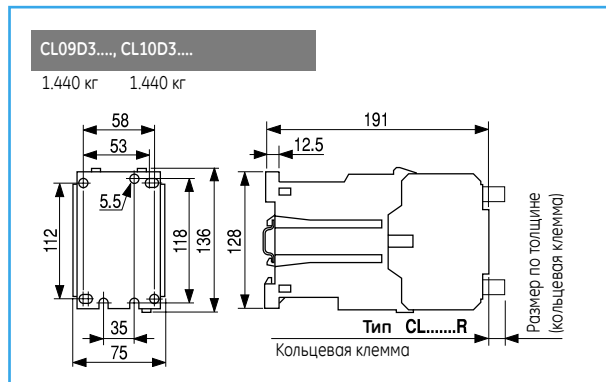 CL09D3...., CL10D3....
1.440 кг 1.440 кг
58
53
5.5
112
118
136
35
75
191
12.5
128
Тип CL.......R
Кольцевая клемма
Размер по толщине
(кольцевая клемма)